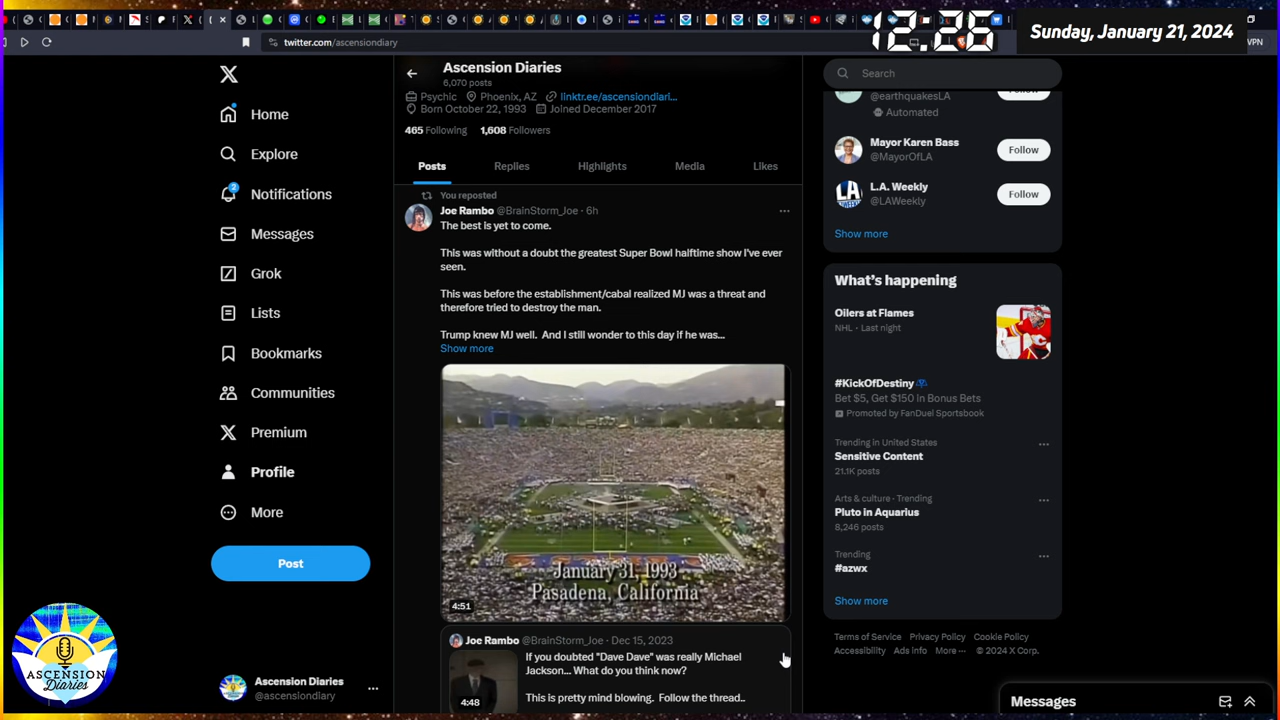 12:26
Sunday, January 21, 2024
twitter.com/ascensiondiary
VPN
Ascension Diaries
6,070 posts
Psychic Phoenix, AZ linktr.ee/ascensiondiari...
Born October 22, 1993 Joined December 2017
465 Following 1,608 Followers
Posts Replies Highlights Media Likes
Home
Explore
2
Notifications
Messages
Grok
Lists
Bookmarks
Communities
Premium
Profile
More
Post
Ascension Diaries
@ascensiondiary
ASCENSION
Diaries
You reposted
Joe Rambo @BrainStorm_Joe · 6h
The best is yet to come.
This was without a doubt the greatest Super Bowl halftime show I've ever
seen.
This was before the establishment/cabal realized MJ was a threat and
therefore tried to destroy the man.
Trump knew MJ well. And I still wonder to this day if he was...
Show more
January 31, 1993
Pasadena, California
4:51
Joe Rambo @BrainStorm_Joe · Dec 15, 2023
If you doubted "Dave Dave" was really Michael
Jackson... What do you think now?
This is pretty mind blowing. Follow the thread...
4:48
Search
@earthquakesLA
Automated
Follow
Mayor Karen Bass
@MayorOfLA
Follow
L.A. Weekly
@LAWeekly
Follow
Show more
What's happening
Oilers at Flames
NHL · Last night
#KickOfDestiny
Bet $5, Get $150 In Bonus Bets
Promoted by FanDuel Sportsbook
Trending in United States
Sensitive Content
21.1K posts
Arts & culture · Trending
Pluto in Aquarius
8,246 posts
Trending
#azwx
Show more
Terms of Service Privacy Policy Cookie Policy
Accessibility Ads info More ··· © 2024 X Corp.
Messages